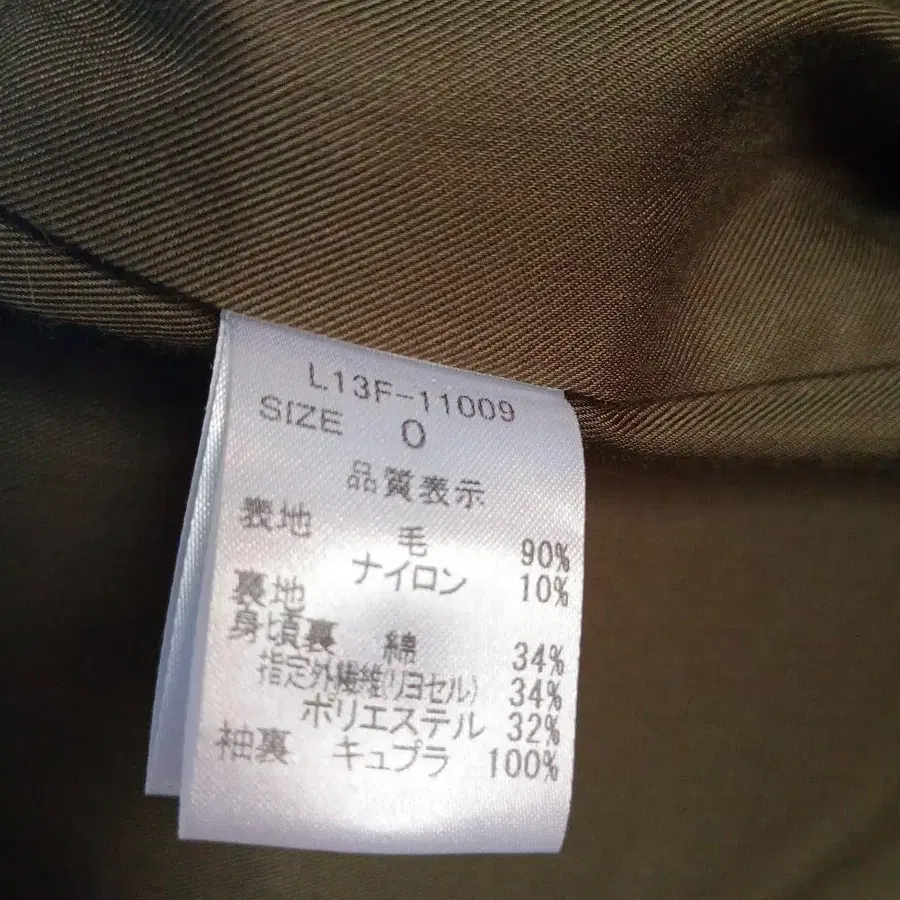 L13F-11009
SIZE 0
品質表示
表地 毛 90%
ナイロン 10%
裏地
身頃裏 綿 34%
指定外繊維(リヨセル) 34%
ポリエステル 32%
袖裏 キュプラ 100%